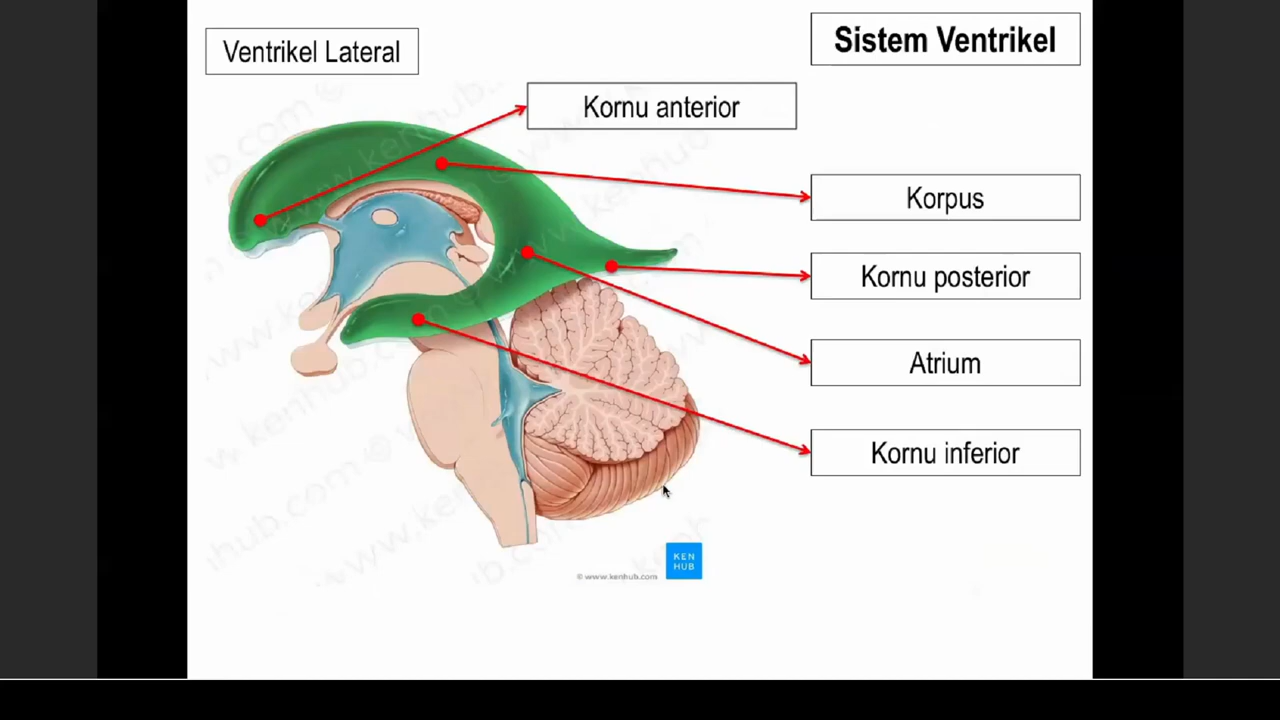 Ventrikel Lateral
Sistem Ventrikel
Kornu anterior
Korpus
Kornu posterior
Atrium
Kornu inferior
KEN
HUB
© www.kenhub.com